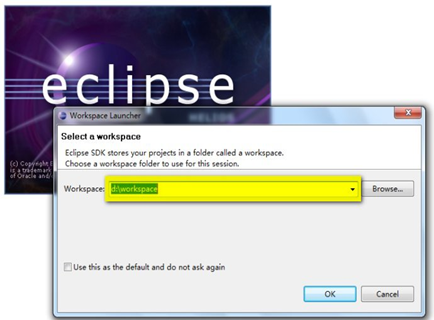 eclipse
HELIOS
(c) Copyright E
is a trademark
of Oracle and/
Workspace Launcher
Select a workspace
Eclipse SDK stores your projects in a folder called a workspace.
Choose a workspace folder to use for this session.
Workspace: d:\workspace Browse...
Use this as the default and do not ask again
OK Cancel